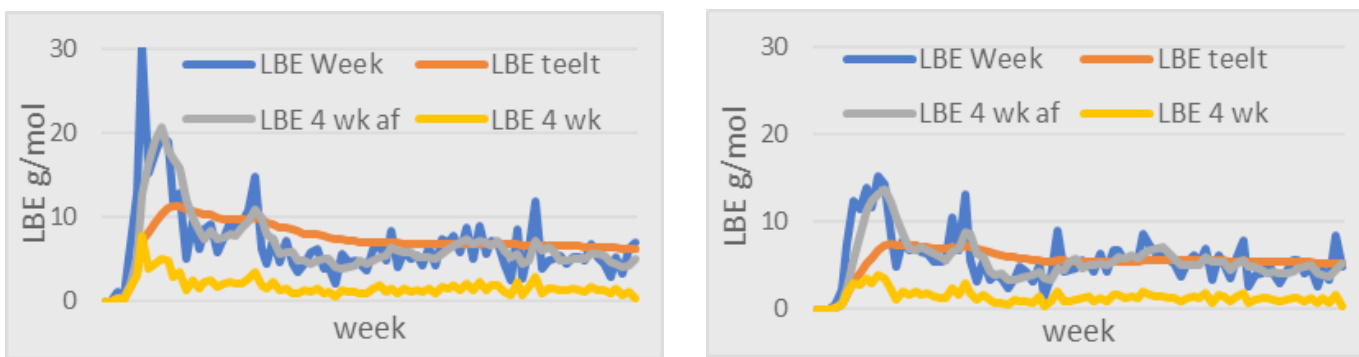 30
LBE Week
LBE teelt
LBE 4 wk af
LBE 4 wk
20
10
0
LBE g/mol
week
30
LBE Week
LBE teelt
LBE 4 wk af
LBE 4 wk
20
10
0
LBE g/mol
week